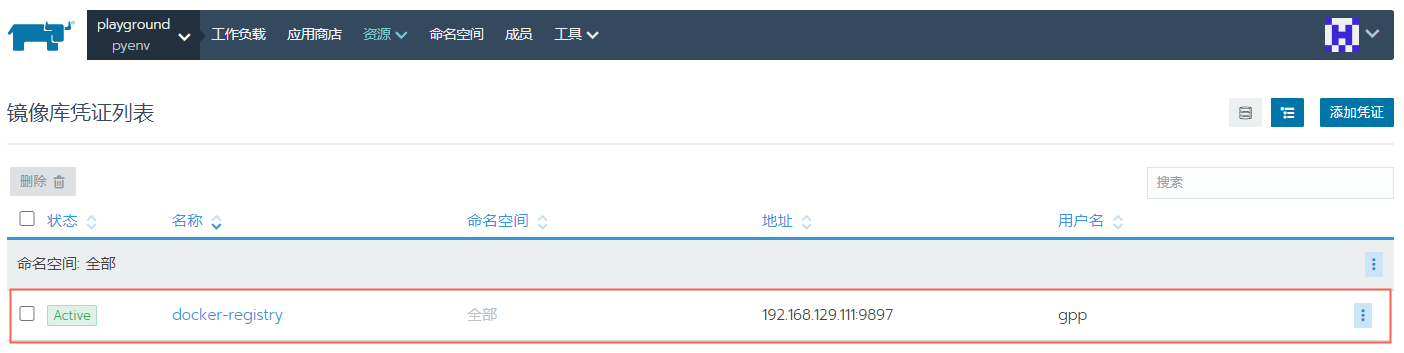 playground
pyenv
工作负载 应用商店 资源 命名空间 成员 工具
镜像库凭证列表
添加凭证
删除
搜索
状态 名称 命名空间 地址 用户名
命名空间: 全部
Active docker-registry 全部 192.168.129.111:9897 gpp